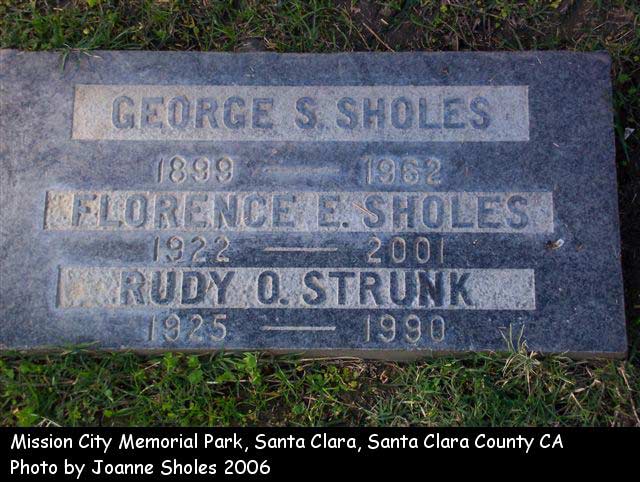 GEORGE S. SHOLES
1899 — 1962
FLORENCE E. SHOLES
1922 — 2001
RUDY O. STRUNK
1925 — 1990
Mission City Memorial Park, Santa Clara, Santa Clara County CA
Photo by Joanne Sholes 2006